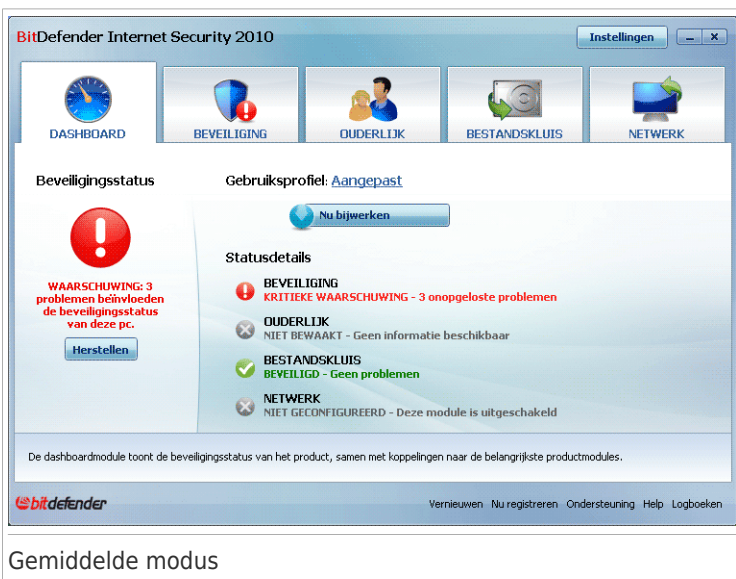 BitDefender Internet Security 2010
Instellingen
DASHBOARD
BEVEILIGING
OUDERLIJK
BESTANDSKLUIS
NETWERK
Beveiligingsstatus
WAARSCHUWING: 3
problemen beïnvloeden
de beveiligingsstatus
van deze pc.
Herstellen
Gebruiksprofiel: Aangepast
Nu bijwerken
Statusdetails
BEVEILIGING
KRITIEKE WAARSCHUWING - 3 onopgeloste problemen
OUDERLIJK
NIET BEWAAKT - Geen informatie beschikbaar
BESTANDSKLUIS
BEVEILIGD - Geen problemen
NETWERK
NIET GECONFIGUREERD - Deze module is uitgeschakeld
De dashboardmodule toont de beveiligingsstatus van het product, samen met koppelingen naar de belangrijkste productmodules.
bitdefender
Vernieuwen Nu registreren Ondersteuning Help Logboeken
Gemiddelde modus